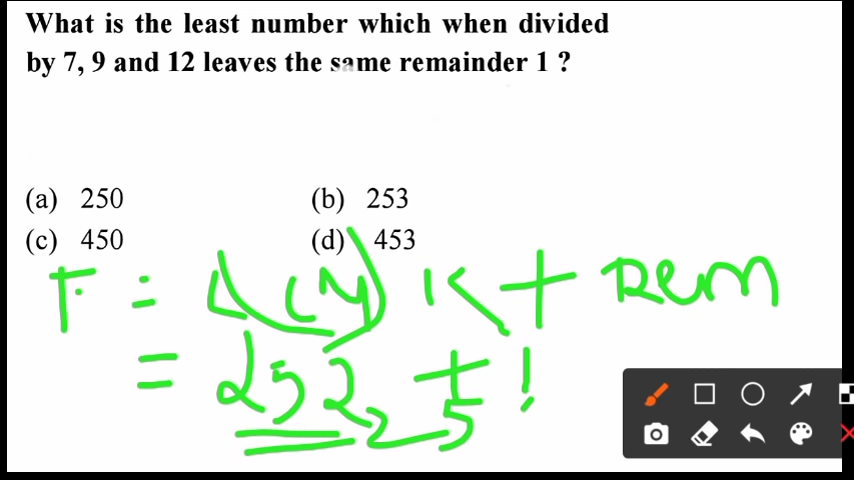 What is the least number which when divided
by 7, 9 and 12 leaves the same remainder 1 ?
(a) 250 (b) 253
(c) 450 (d) 453
= K + Rem
= 252 + !
25